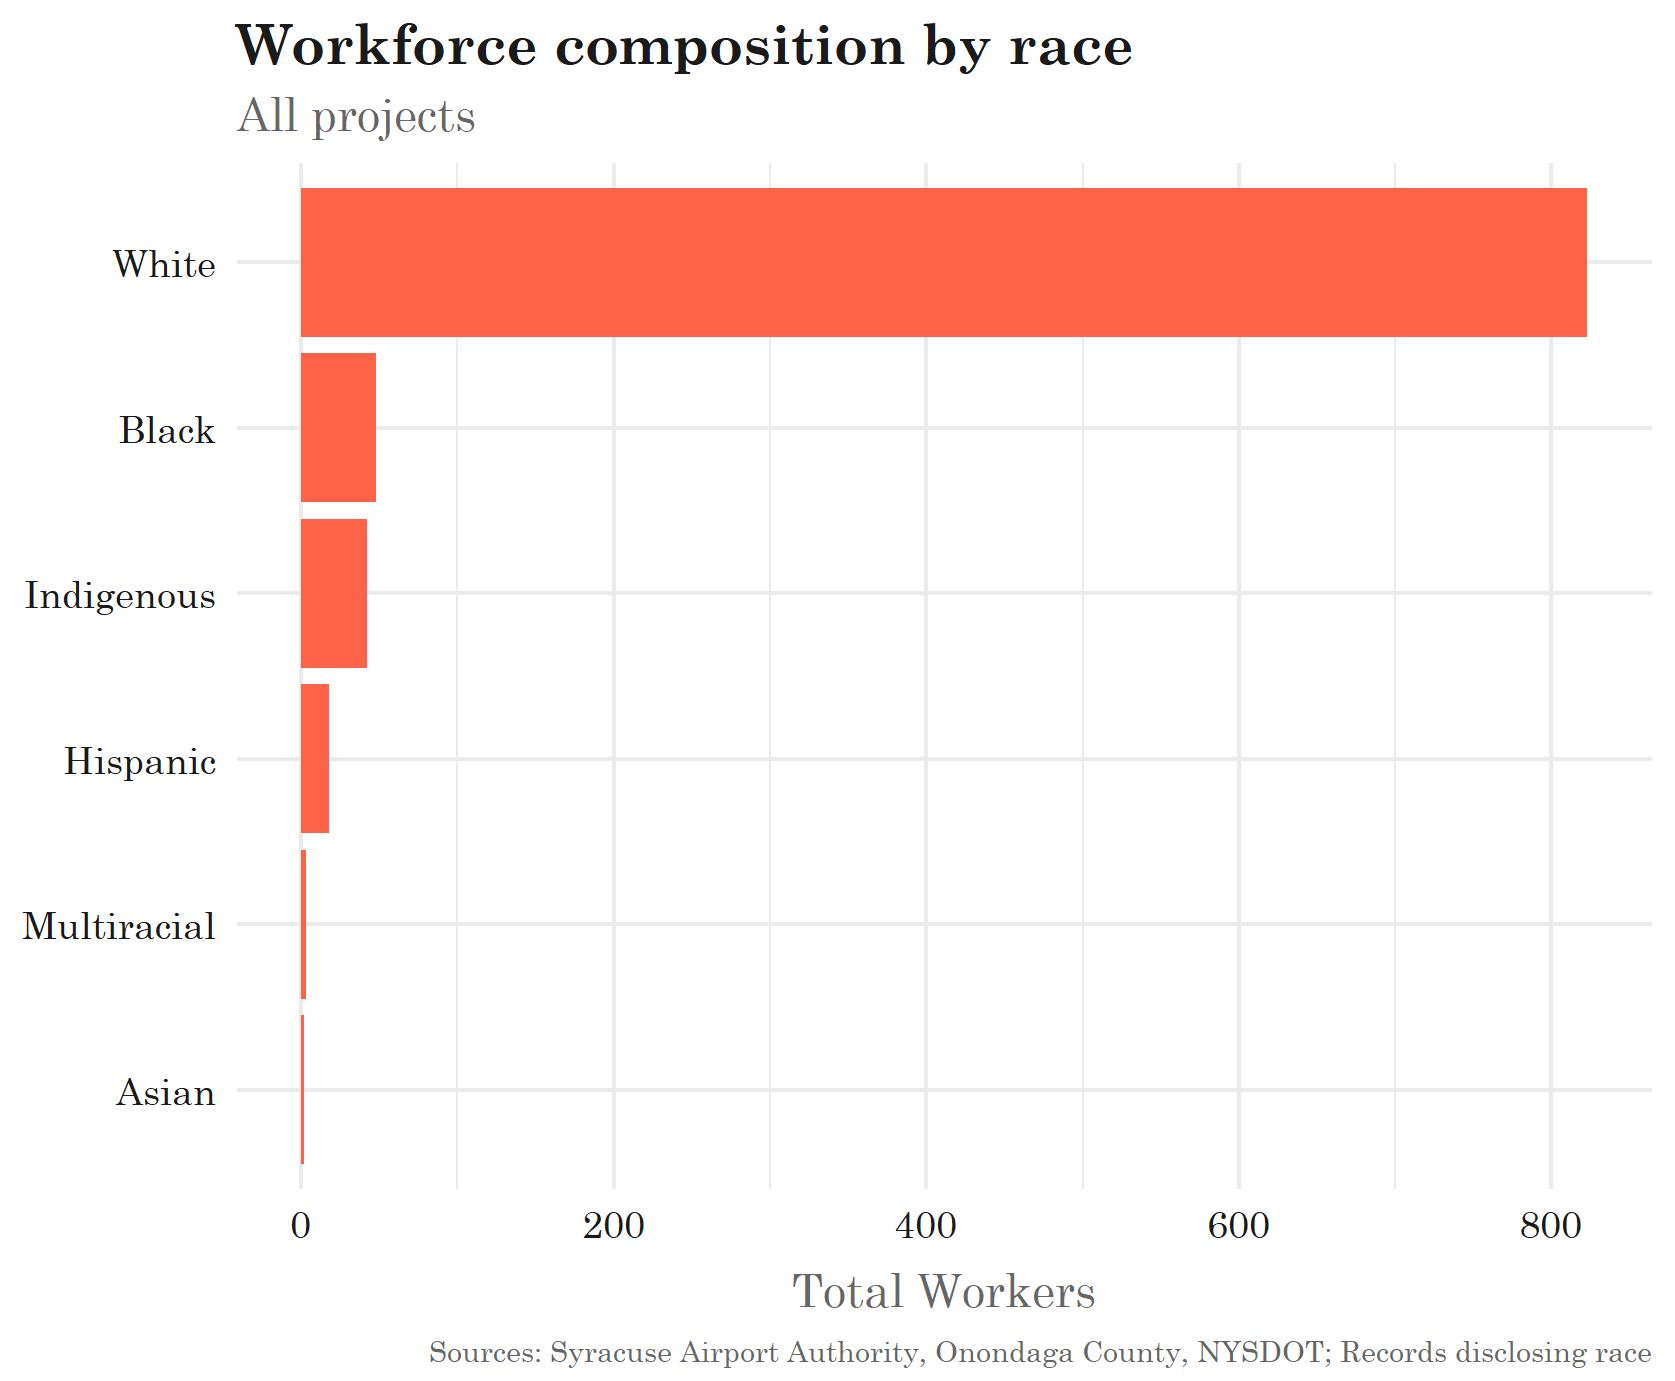 Workforce composition by race
All projects
White
Black
Indigenous
Hispanic
Multiracial
Asian
0 200 400 600 800
Total Workers
Sources: Syracuse Airport Authority, Onondaga County, NYSDOT; Records disclosing race